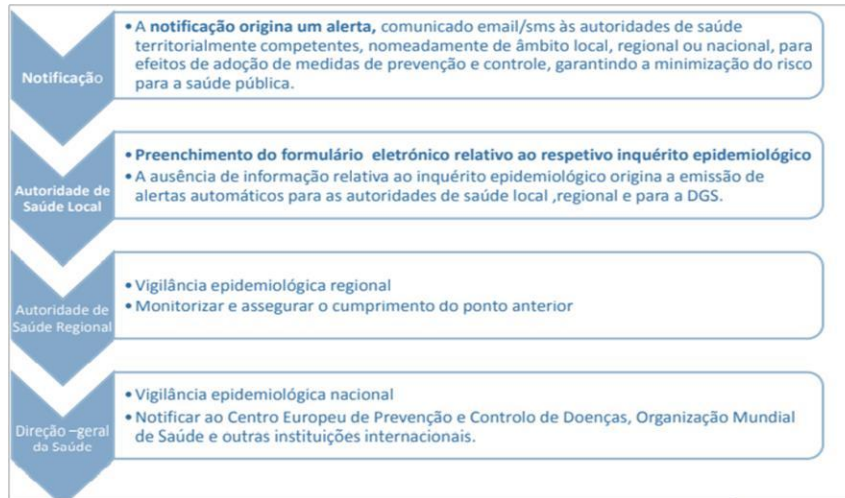 Notificação
• A notificação origina um alerta, comunicado email/sms às autoridades de saúde
territorialmente competentes, nomeadamente de âmbito local, regional ou nacional, para
efeitos de adoção de medidas de prevenção e controle, garantindo a minimização do risco
para a saúde pública.
Autoridade de
Saúde Local
• Preenchimento do formulário eletrónico relativo ao respetivo inquérito epidemiológico
• A ausência de informação relativa ao inquérito epidemiológico origina a emissão de
alertas automáticos para as autoridades de saúde local ,regional e para a DGS.
Autoridade de
Saúde Regional
• Vigilância epidemiológica regional
• Monitorizar e assegurar o cumprimento do ponto anterior
Direção –geral
da Saúde
• Vigilância epidemiológica nacional
• Notificar ao Centro Europeu de Prevenção e Controlo de Doenças, Organização Mundial
de Saúde e outras instituições internacionais.